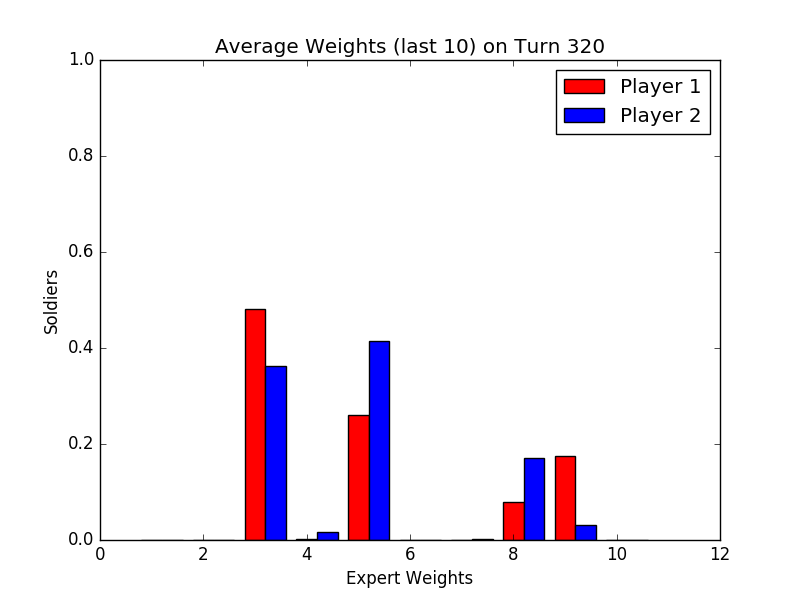 Average Weights (last 10) on Turn 320
1.0
0.8
0.6
0.4
0.2
0.0
Soldiers
Player 1
Player 2
0 2 4 6 8 10 12
Expert Weights